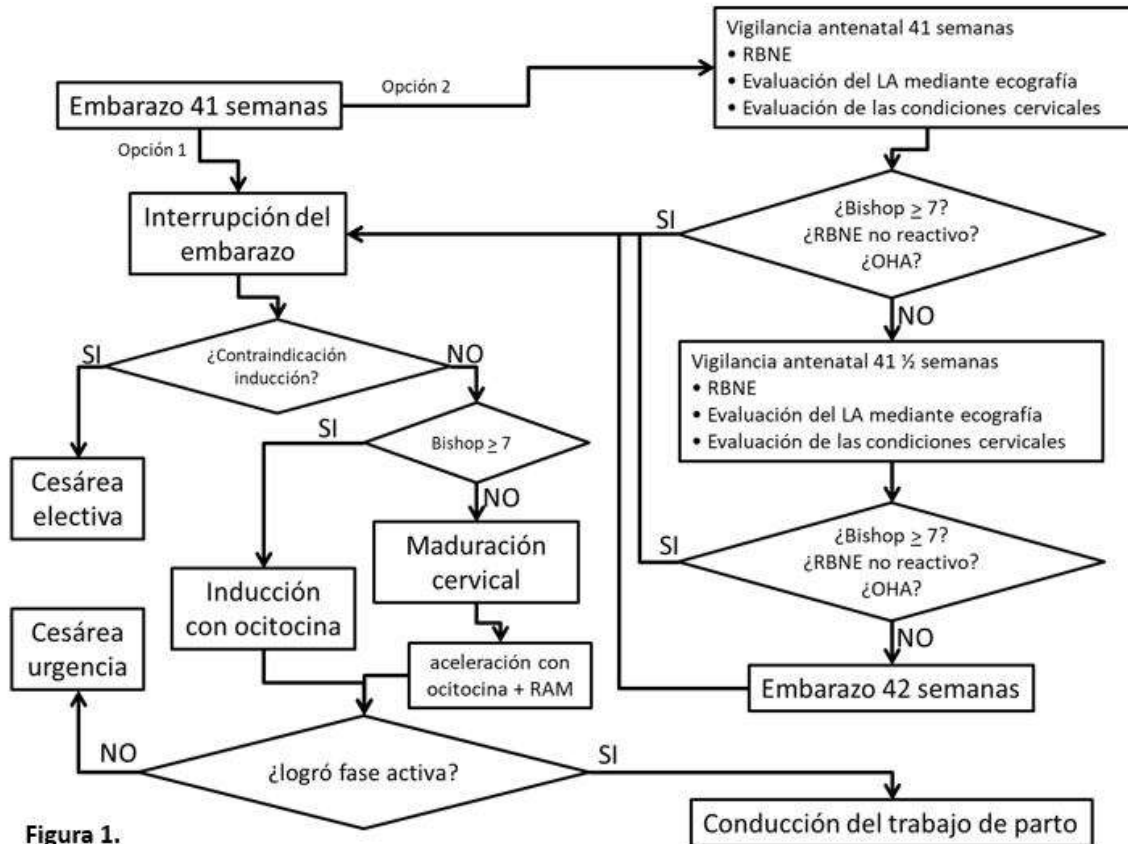 Embarazo 41 semanas
Opción 1
Opción 2
Vigilancia antenatal 41 semanas
• RBNE
• Evaluación del LA mediante ecografía
• Evaluación de las condiciones cervicales
¿Bishop ≥ 7?
¿RBNE no reactivo?
¿OHA?
SI
NO
Vigilancia antenatal 41 ½ semanas
• RBNE
• Evaluación del LA mediante ecografía
• Evaluación de las condiciones cervicales
¿Bishop ≥ 7?
¿RBNE no reactivo?
¿OHA?
SI
NO
Embarazo 42 semanas
Interrupción del
embarazo
¿Contraindicación
inducción?
SI
NO
Cesárea
electiva
Bishop ≥ 7
SI
NO
Inducción
con ocitocina
Maduración
cervical
aceleración con
ocitocina + RAM
¿logró fase activa?
NO
SI
Cesárea
urgencia
Conducción del trabajo de parto
Figura 1.